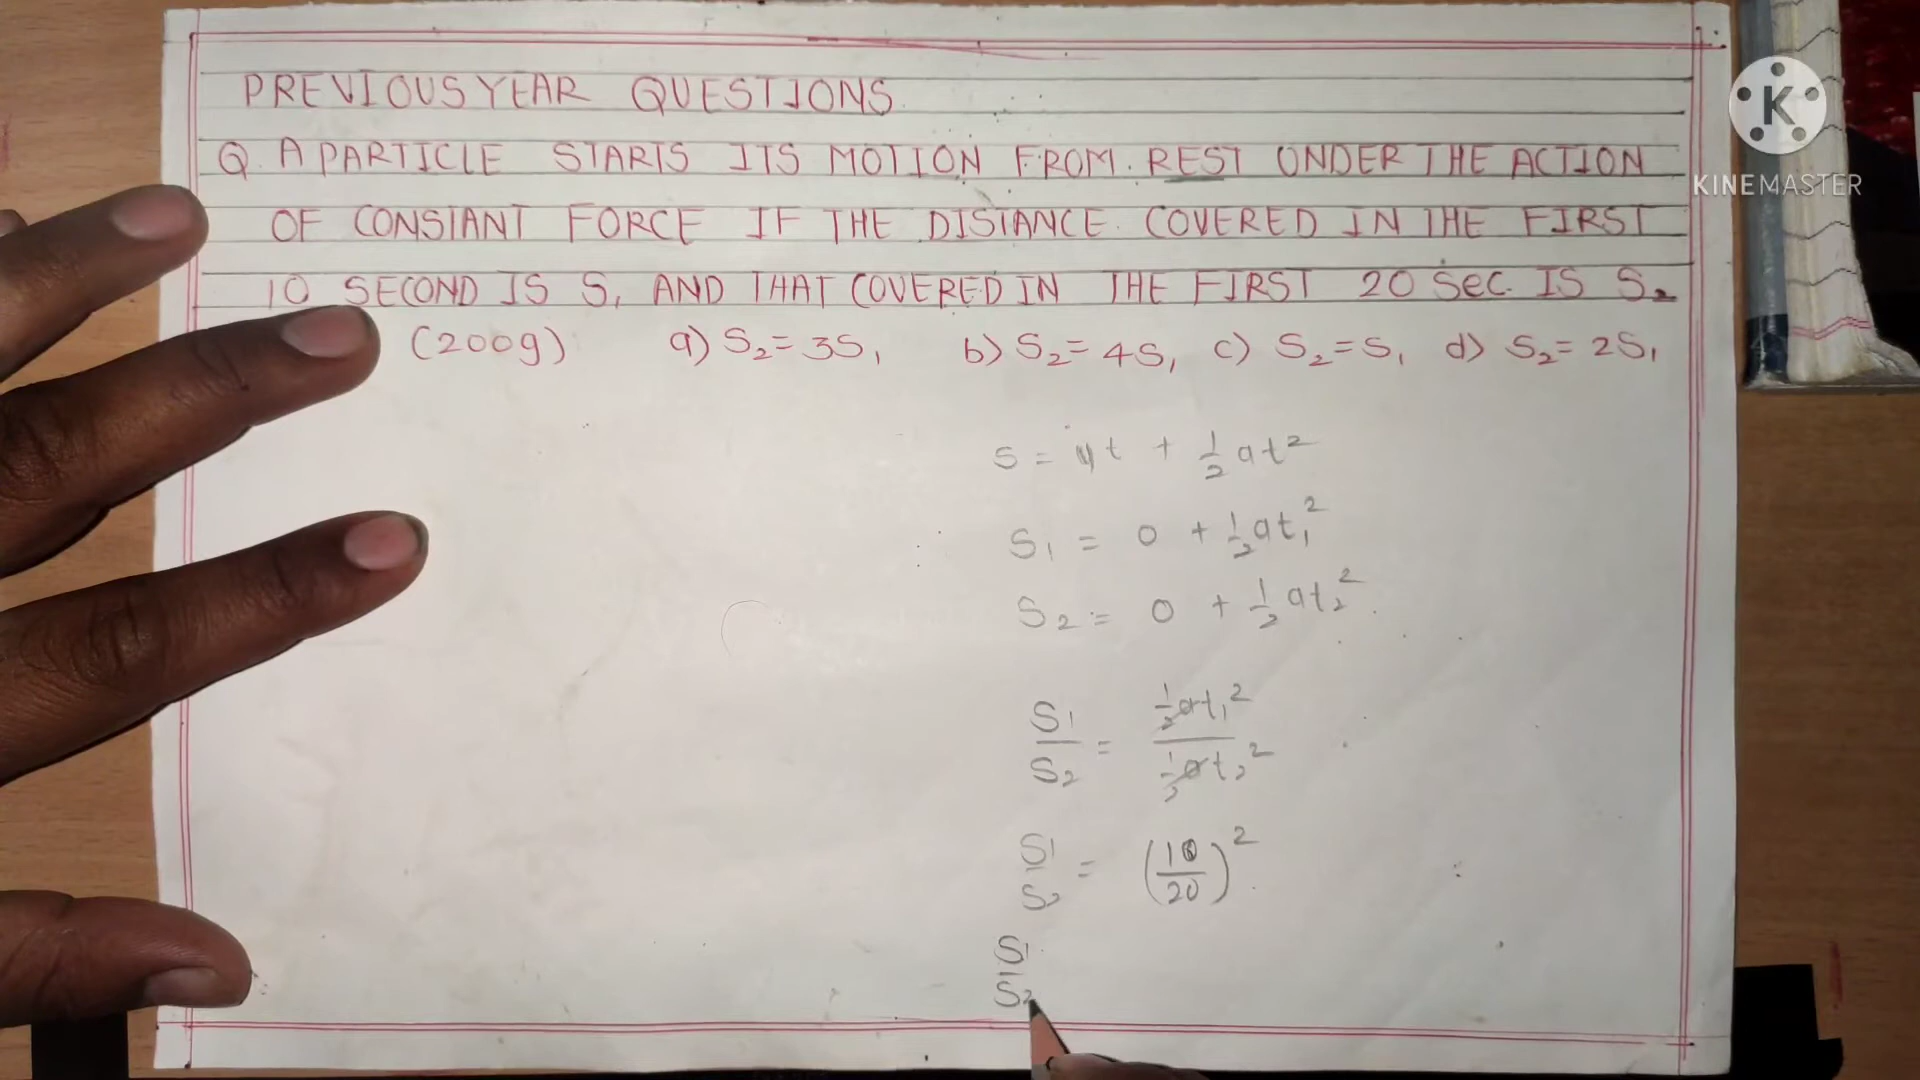 PREVIOUS YEAR QUESTIONS
Q. A PARTICLE STARTS ITS MOTION FROM REST UNDER THE ACTION
OF CONSTANT FORCE IF THE DISTANCE COVERED IN THE FIRST
10 SECOND IS S₁ AND THAT COVERED IN THE FIRST 20 SEC. IS S₂
(2009) a) S₂ = 3S₁ b) S₂ = 4S₁ c) S₂ = S₁ d) S₂ = 2S₁
S = ut + 1/2 at²
S₁ = 0 + 1/2 at₁²
S₂ = 0 + 1/2 at₂²
S₁/S₂ = 1/2 at₁² / 1/2 at₂²
S₁/S₂ = (10/20)²
S₁/S₂
K
KINEMASTER